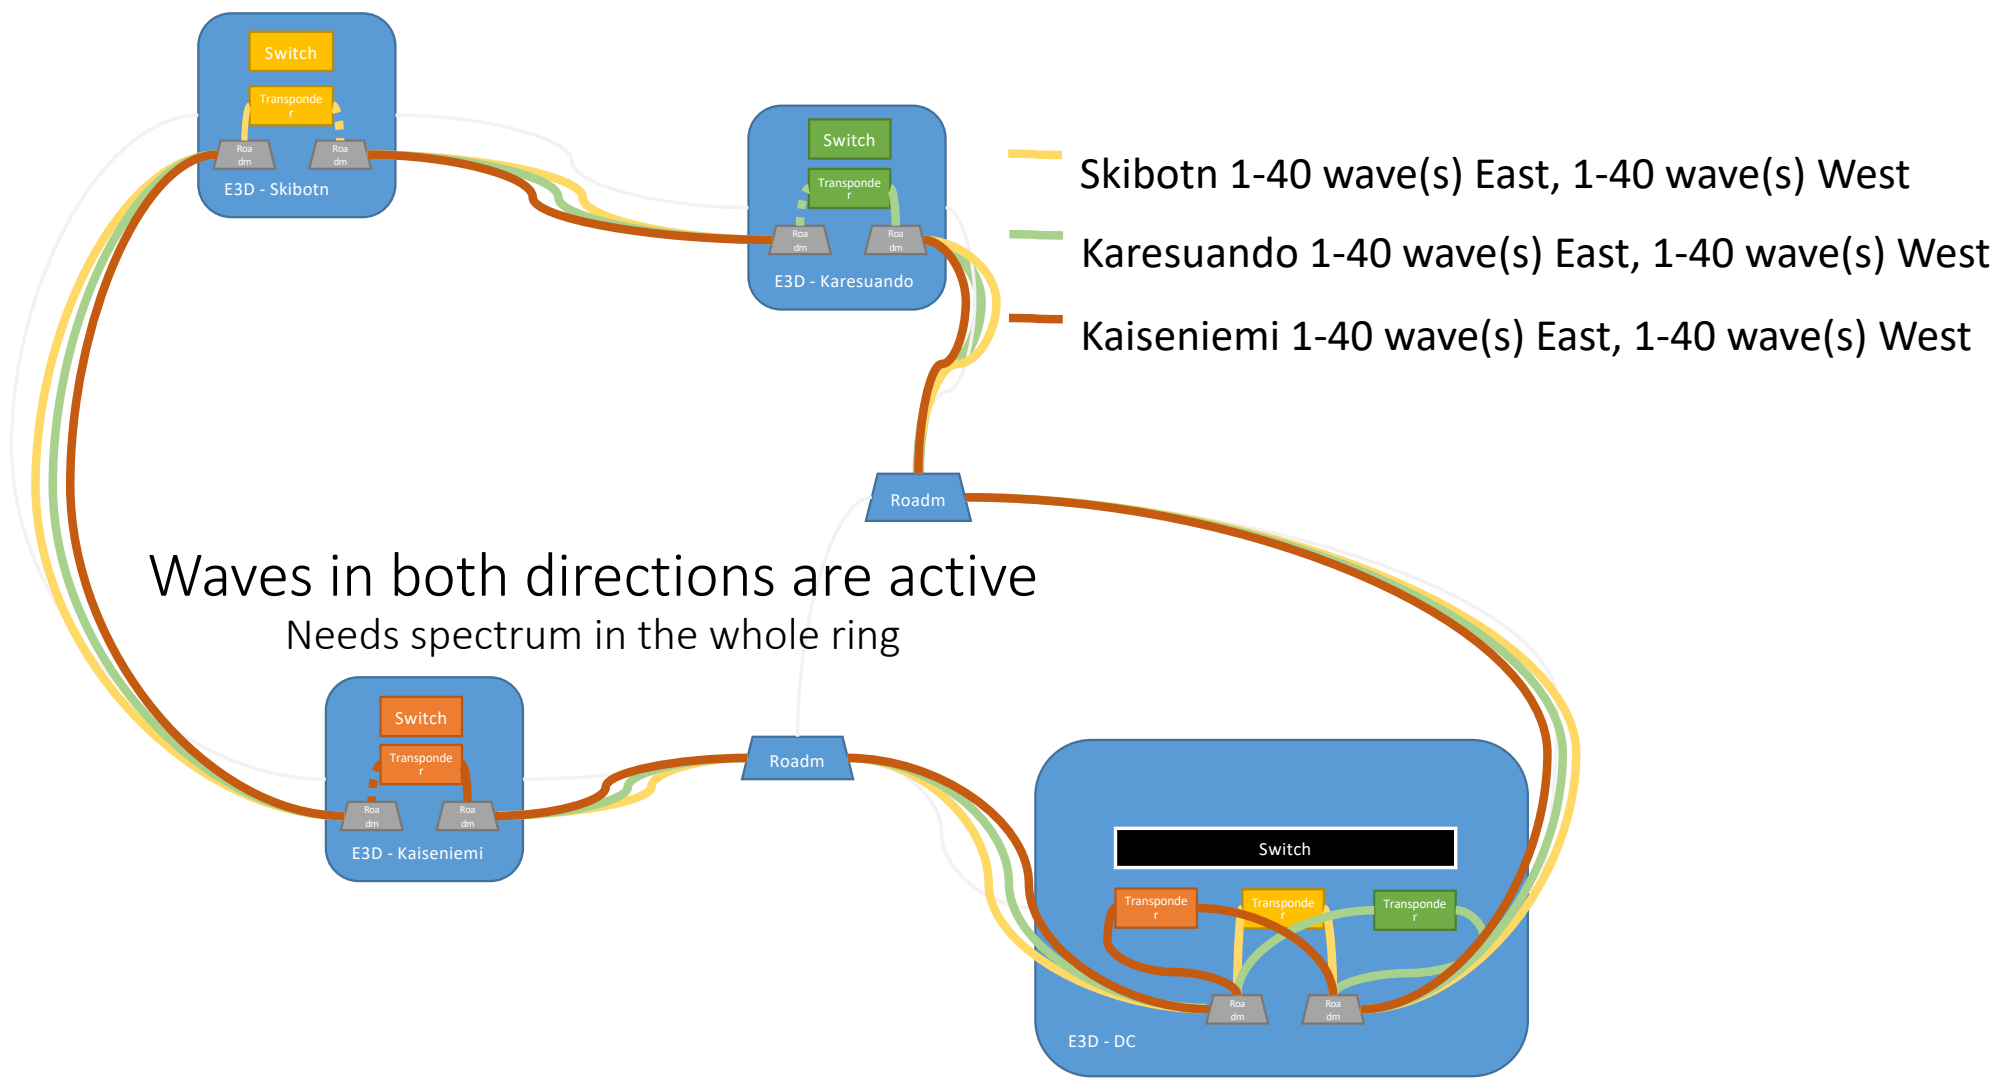 Switch
Transponde
r
Roa
dm
Roa
dm
E3D - Skibotn
Switch
Transponde
r
Roa
dm
Roa
dm
E3D - Karesuando
Skibotn 1-40 wave(s) East, 1-40 wave(s) West
Karesuando 1-40 wave(s) East, 1-40 wave(s) West
Kaiseniemi 1-40 wave(s) East, 1-40 wave(s) West
Roadm
Waves in both directions are active
Needs spectrum in the whole ring
Switch
Transponde
r
Roa
dm
Roa
dm
E3D - Kaiseniemi
Roadm
Switch
Transponde
r
Transponde
r
Transponde
r
Roa
dm
Roa
dm
E3D - DC